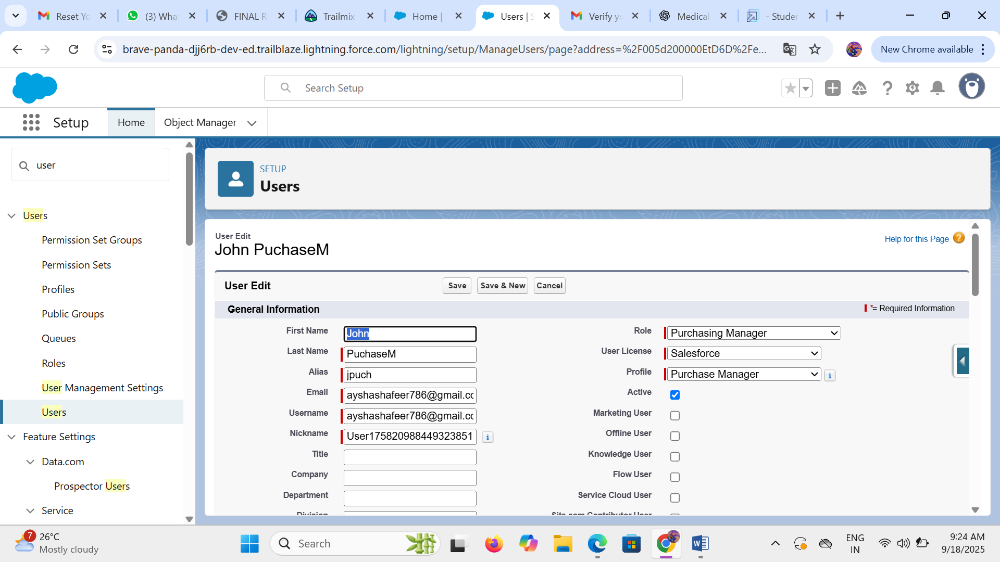 Reset Yo
(3) What
FINAL R
Trailmix
Home |
Users | S
Verify yo
Medical
- Studen
brave-panda-djj6rb-dev-ed.trailblaze.lightning.force.com/lightning/setup/ManageUsers/page?address=%2F005d200000EtD6D%2Fe...
New Chrome available
Search Setup
Setup
Home
Object Manager
user
SETUP
Users
Users
Permission Set Groups
Permission Sets
Profiles
Public Groups
Queues
Roles
User Management Settings
Users
Feature Settings
Data.com
Prospector Users
Service
User Edit
John PuchaseM
Help for this Page
User Edit
Save
Save & New
Cancel
General Information
*= Required Information
First Name John
Last Name PuchaseM
Alias jpuch
Email ayshashafeer786@gmail.cc
Username ayshashafeer786@gmail.cc
Nickname User175820988449323851
Title
Company
Department
Division
Role Purchasing Manager
User License Salesforce
Profile Purchase Manager
Active
Marketing User
Offline User
Knowledge User
Flow User
Service Cloud User
Site.com Contributor User
7
26°C
Mostly cloudy
Search
ENG
IN
9:24 AM
9/18/2025